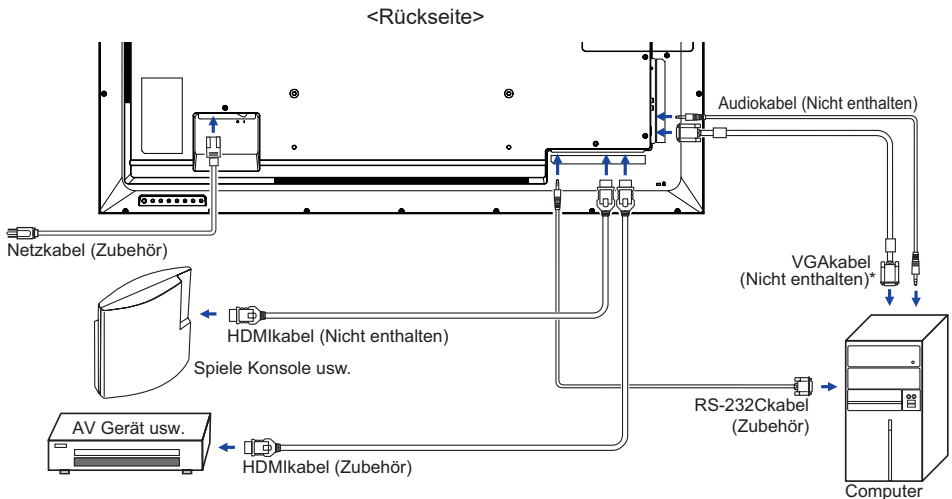 <Rückseite>
Audiokabel (Nicht enthalten)
Netzkabel (Zubehör)
VGAkabel
(Nicht enthalten)*
HDMIkabel (Nicht enthalten)
Spiele Konsole usw.
RS-232Ckabel
(Zubehör)
AV Gerät usw.
HDMIkabel (Zubehör)
Computer